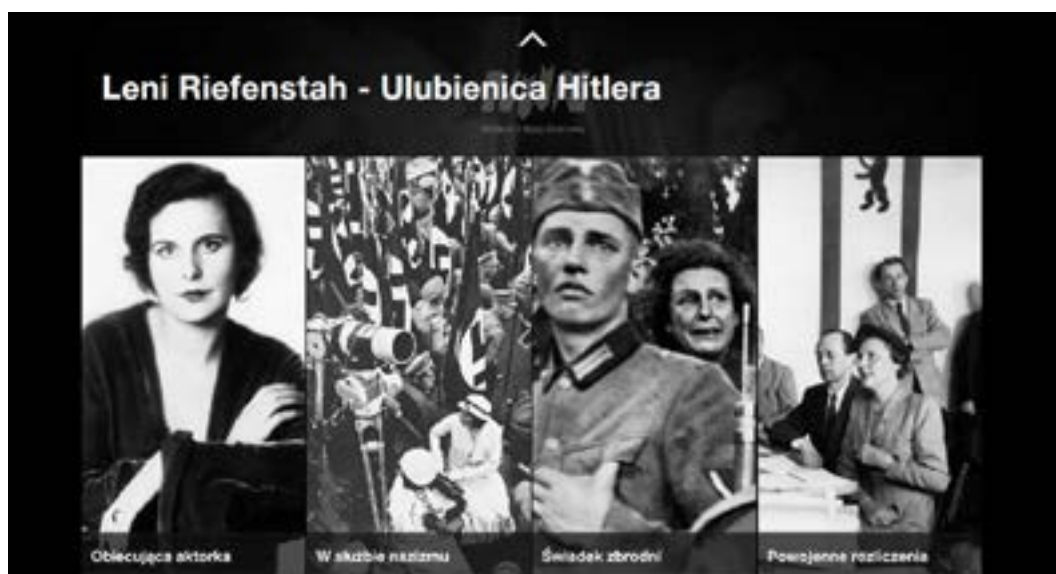 Leni Riefenstah - Ulubienica Hitlera
Obiecująca aktorka
W służbie nazizmu
Świadek zbrodni
Powojenne rozliczenia